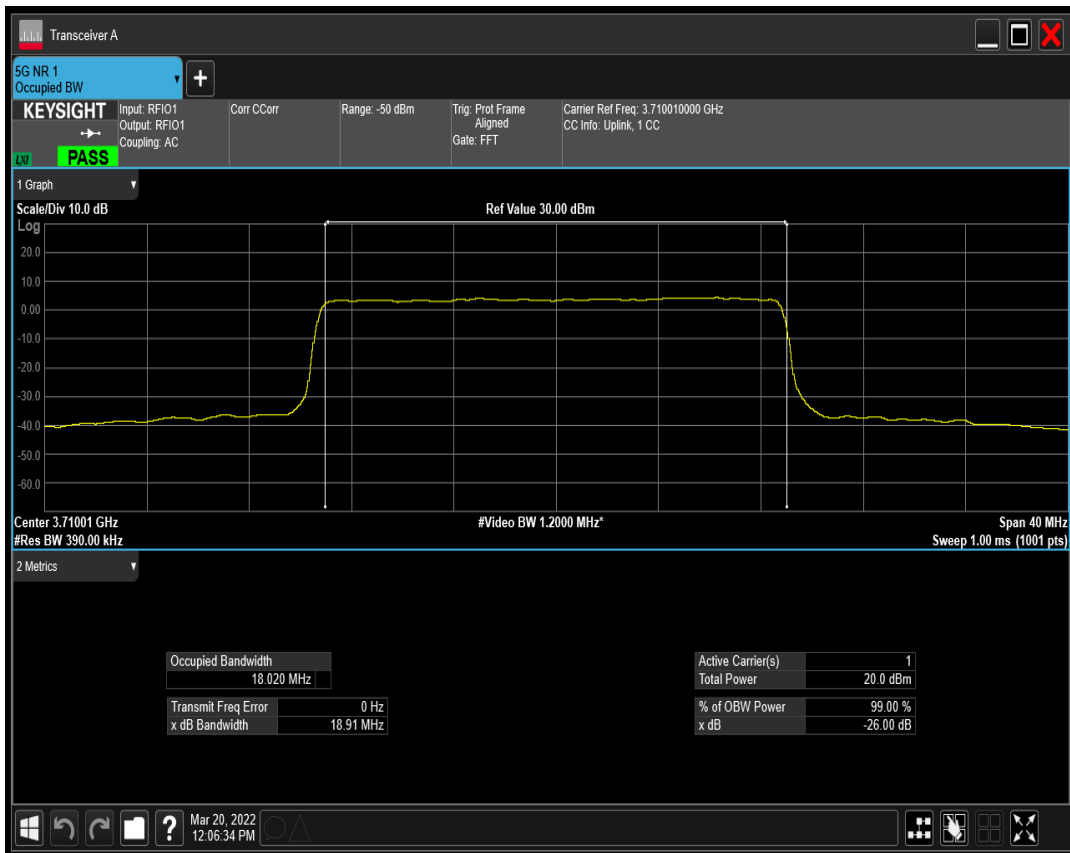 Transceiver A
5G NR 1
Occupied BW
+
KEYSIGHT
LXI
PASS
Input: RFIO1
Output: RFIO1
Coupling: AC
Corr CCorr
Range: -50 dBm
Trig: Prot Frame
Aligned
Gate: FFT
Carrier Ref Freq: 3.710010000 GHz
CC Info: Uplink, 1 CC
1 Graph
Scale/Div 10.0 dB
Ref Value 30.00 dBm
Log
20.0
10.0
0.00
-10.0
-20.0
-30.0
-40.0
-50.0
-60.0
Center 3.71001 GHz
#Video BW 1.2000 MHz*
Span 40 MHz
#Res BW 390.00 kHz
Sweep 1.00 ms (1001 pts)
2 Metrics
Occupied Bandwidth
18.020 MHz
Transmit Freq Error 0 Hz
x dB Bandwidth 18.91 MHz
Active Carrier(s) 1
Total Power 20.0 dBm
% of OBW Power 99.00 %
x dB -26.00 dB
?
Mar 20, 2022
12:06:34 PM